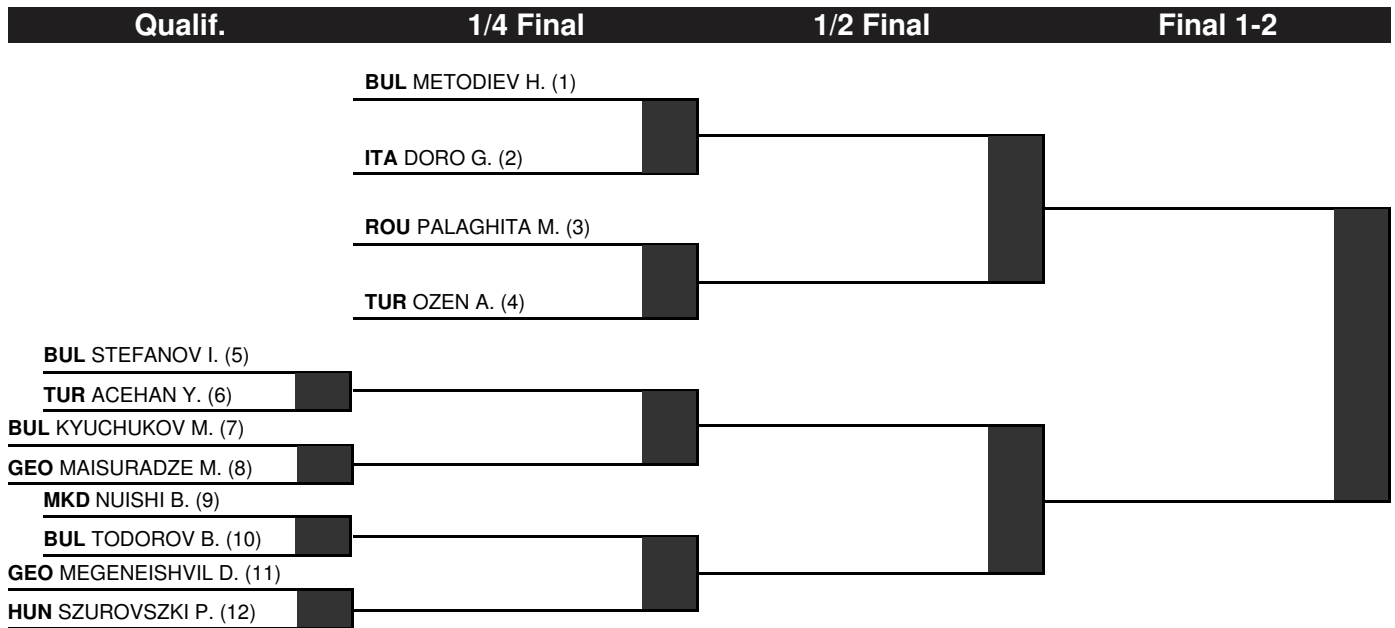 Qualif. 1/4 Final 1/2 Final Final 1-2
BUL METODIEV H. (1)
ITA DORO G. (2)
ROU PALAGHITA M. (3)
TUR OZEN A. (4)
BUL STEFANOV I. (5)
TUR ACEHAN Y. (6)
BUL KYUCHUKOV M. (7)
GEO MAISURADZE M. (8)
MKD NUISHI B. (9)
BUL TODOROV B. (10)
GEO MEGENEISHVIL D. (11)
HUN SZUROVSZKI P. (12)